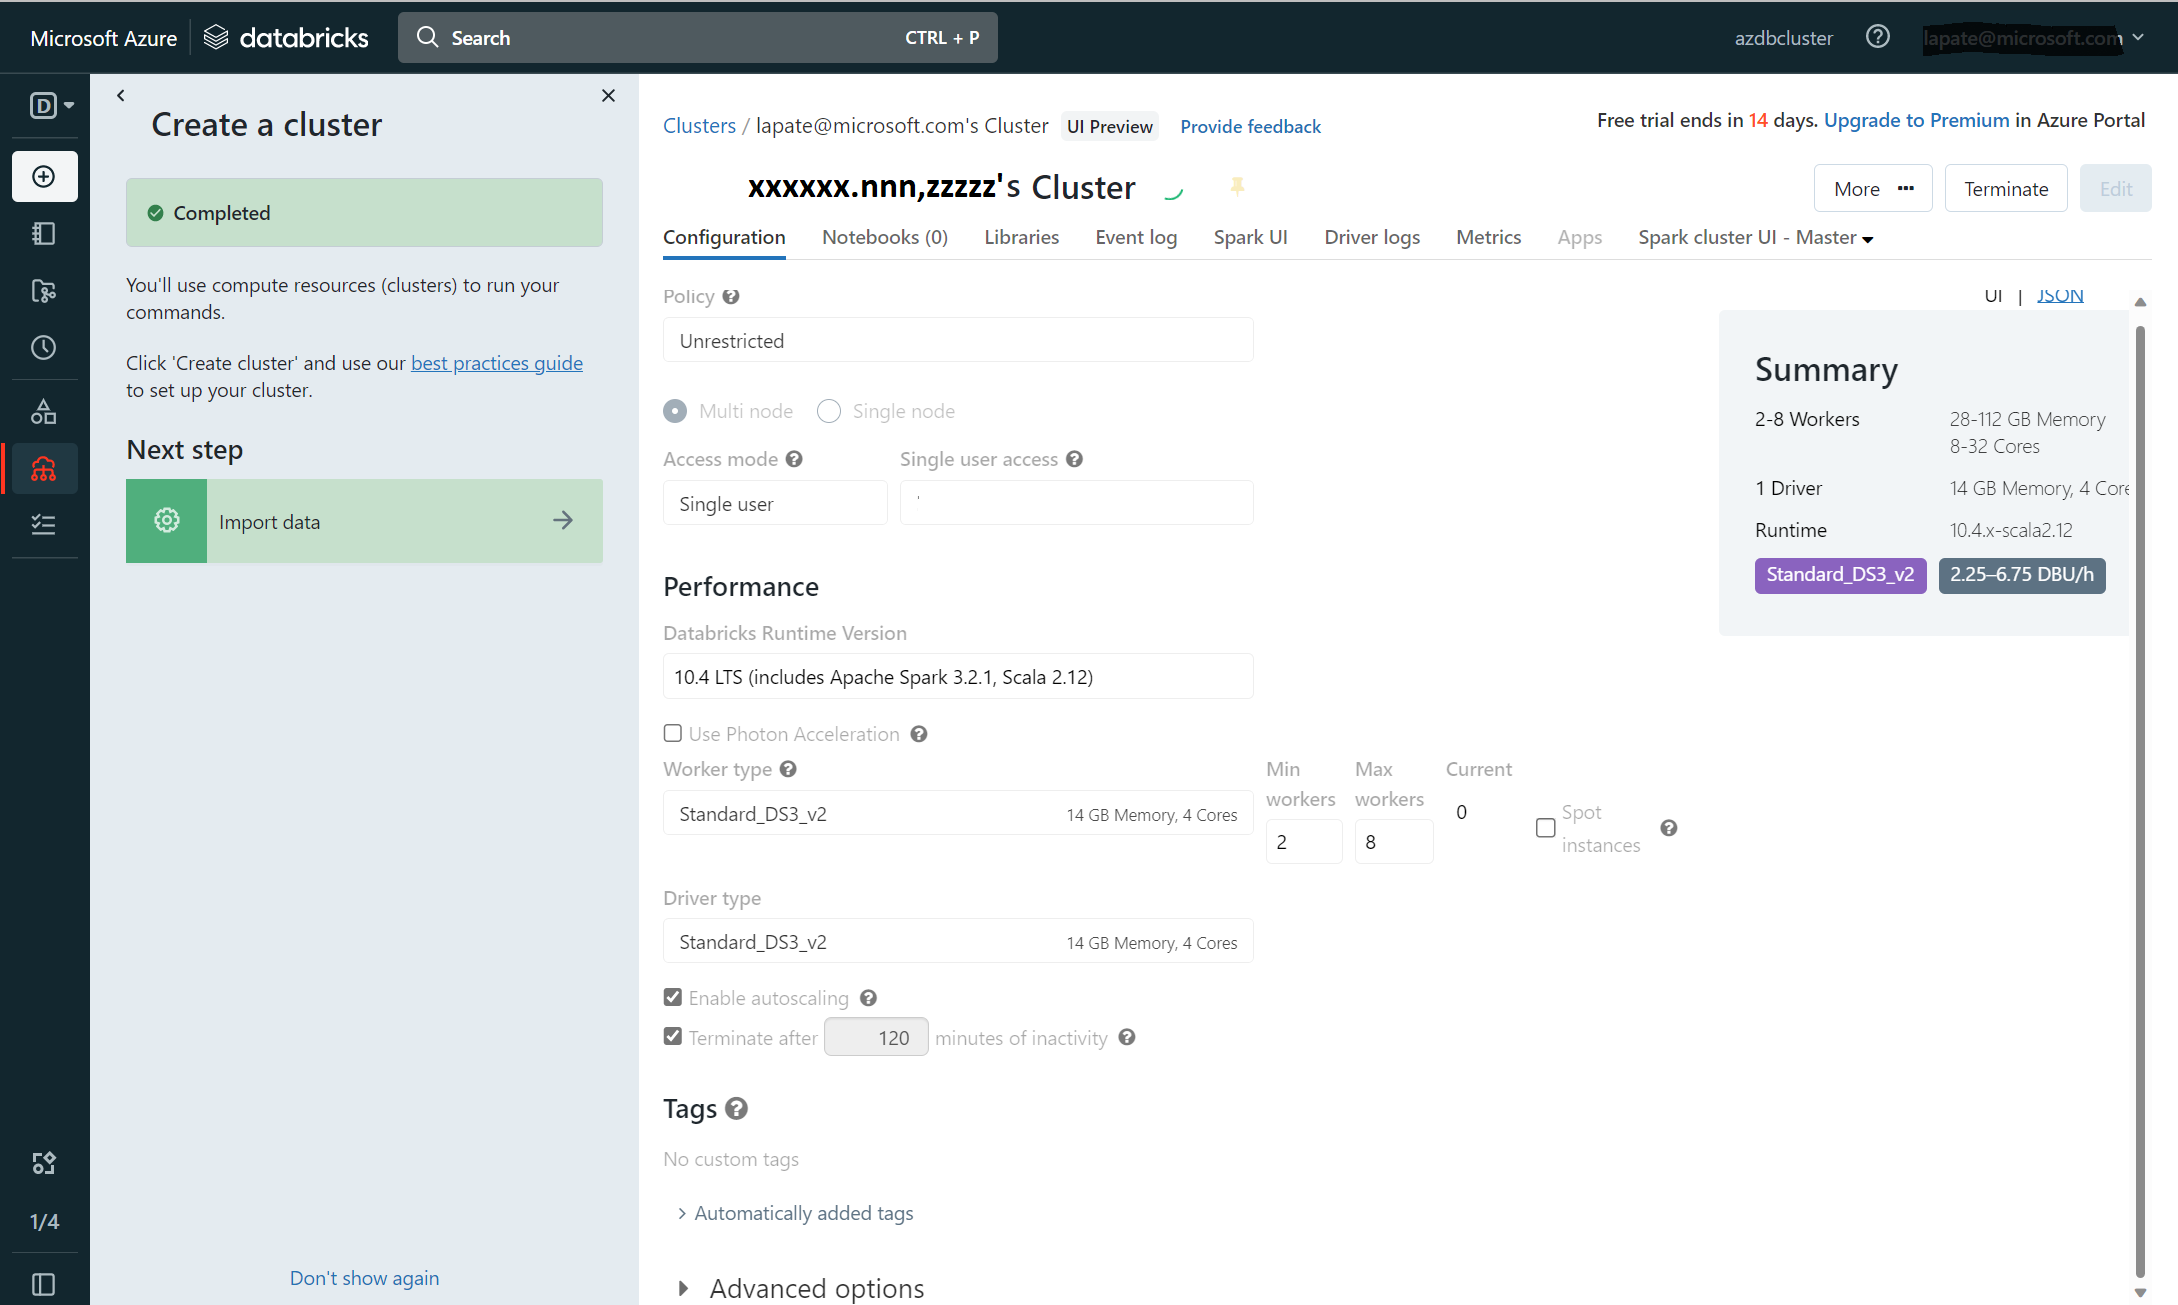 Microsoft Azure databricks Search CTRL + P azdbcluster lapate@microsoft.com
D
Create a cluster
Completed
You'll use compute resources (clusters) to run your
commands.
Click 'Create cluster' and use our best practices guide
to set up your cluster.
Next step
Import data
Don't show again
1/4
Clusters / lapate@microsoft.com's Cluster UI Preview Provide feedback
Free trial ends in 14 days. Upgrade to Premium in Azure Portal
xxxxxx.nnn,zzzzz's Cluster
More ··· Terminate Edit
Configuration Notebooks (0) Libraries Event log Spark UI Driver logs Metrics Apps Spark cluster UI - Master
UI | JSON
Policy
Unrestricted
Multi node Single node
Access mode Single user access
Single user '
Performance
Databricks Runtime Version
10.4 LTS (includes Apache Spark 3.2.1, Scala 2.12)
Use Photon Acceleration
Worker type Min workers Max workers Current
Standard_DS3_v2 14 GB Memory, 4 Cores 2 8 0 Spot instances
Driver type
Standard_DS3_v2 14 GB Memory, 4 Cores
Enable autoscaling
Terminate after 120 minutes of inactivity
Tags
No custom tags
Automatically added tags
Advanced options
Summary
2-8 Workers 28-112 GB Memory
8-32 Cores
1 Driver 14 GB Memory, 4 Core
Runtime 10.4.x-scala2.12
Standard_DS3_v2 2.25–6.75 DBU/h